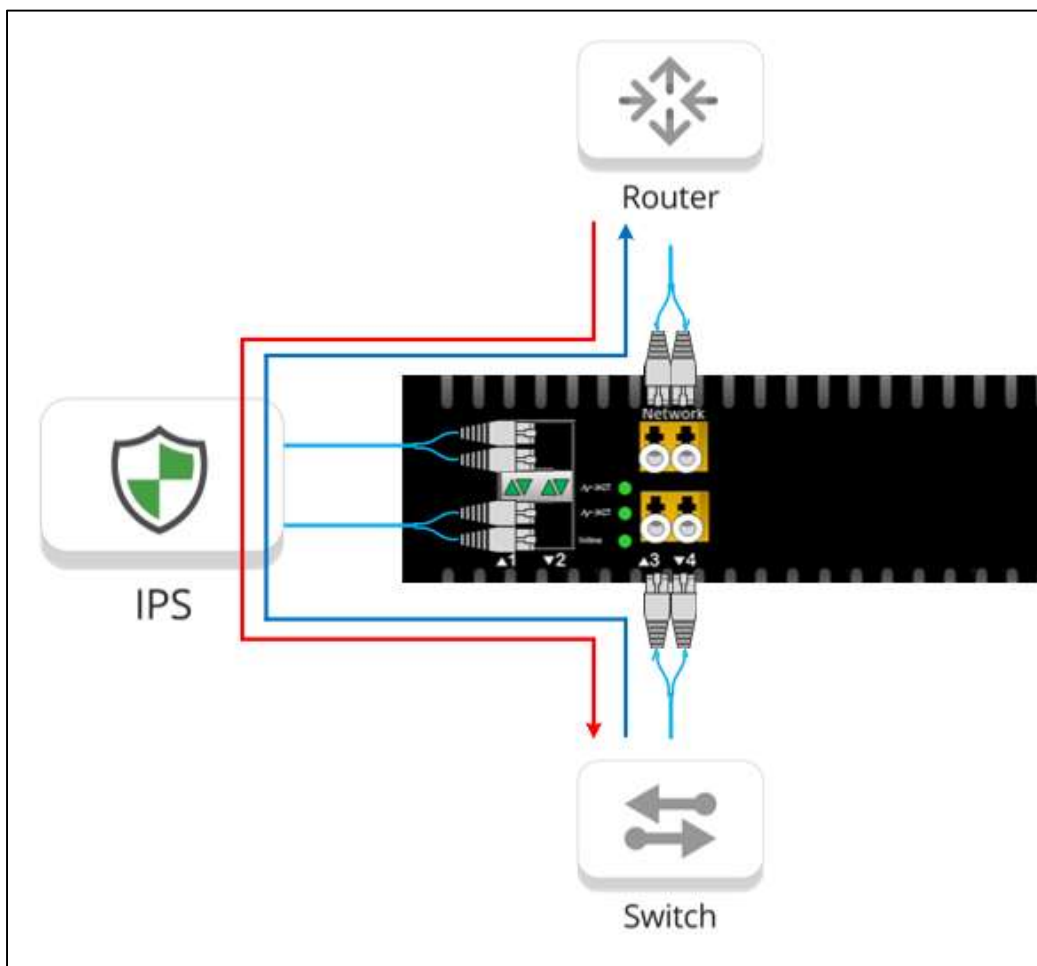 Router
Network
IPS
▲1 ▼2
▲3 ▼4
Switch